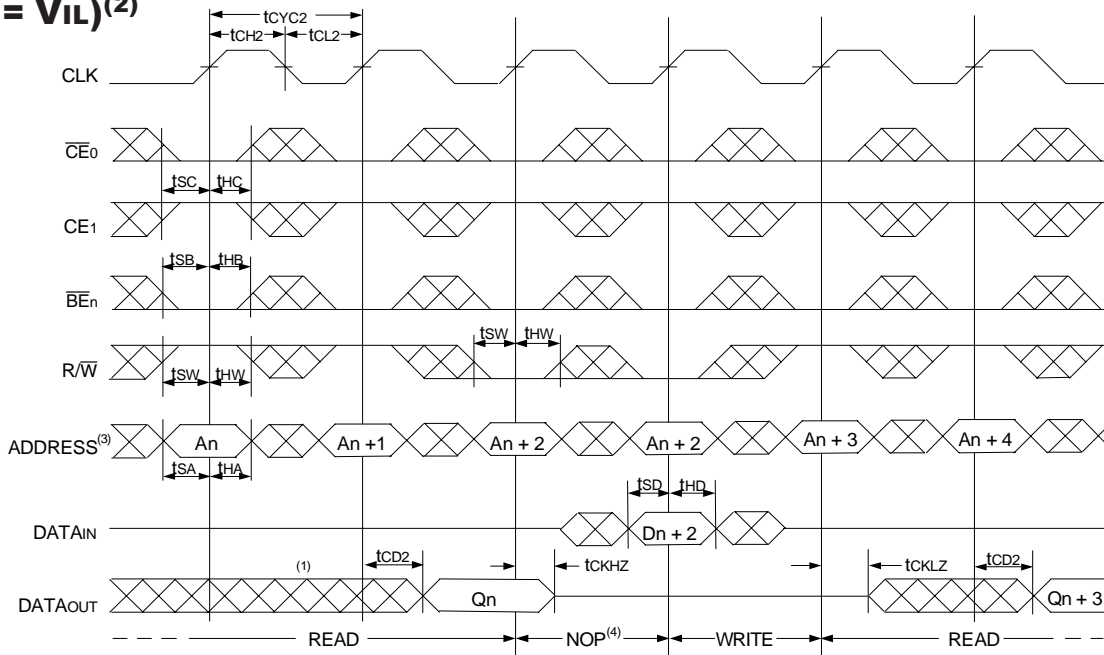 = VIL)(2)
tCYC2
tCH2 tCL2
CLK
CE0
tSC tHC
CE1
tSB tHB
BEn
tSW tHW
R/W
tSW tHW
ADDRESS(3) An An +1 An + 2 An + 2 An + 3 An + 4
tSA tHA
tSD tHD
DATAIN Dn + 2
(1) tCD2 tCKHZ tCKLZ tCD2
DATAOUT Qn Qn + 3
READ NOP(4) WRITE READ